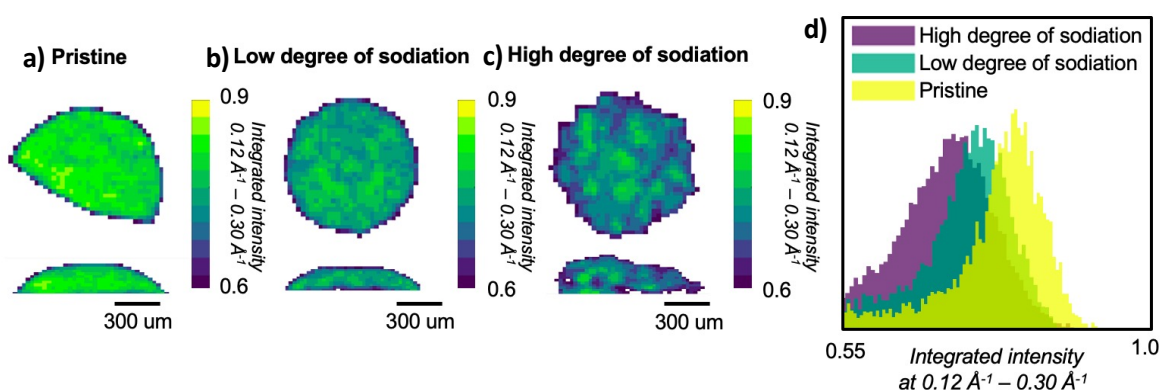 a) Pristine
0.9
0.6
Integrated intensity
0.12 Å-1 – 0.30 Å-1
300 um
b) Low degree of sodiation
0.9
0.6
Integrated intensity
0.12 Å-1 – 0.30 Å-1
300 um
c) High degree of sodiation
0.9
0.6
Integrated intensity
0.12 Å-1 – 0.30 Å-1
300 um
d)
High degree of sodiation
Low degree of sodiation
Pristine
0.55
1.0
Integrated intensity
at 0.12 Å-1 – 0.30 Å-1